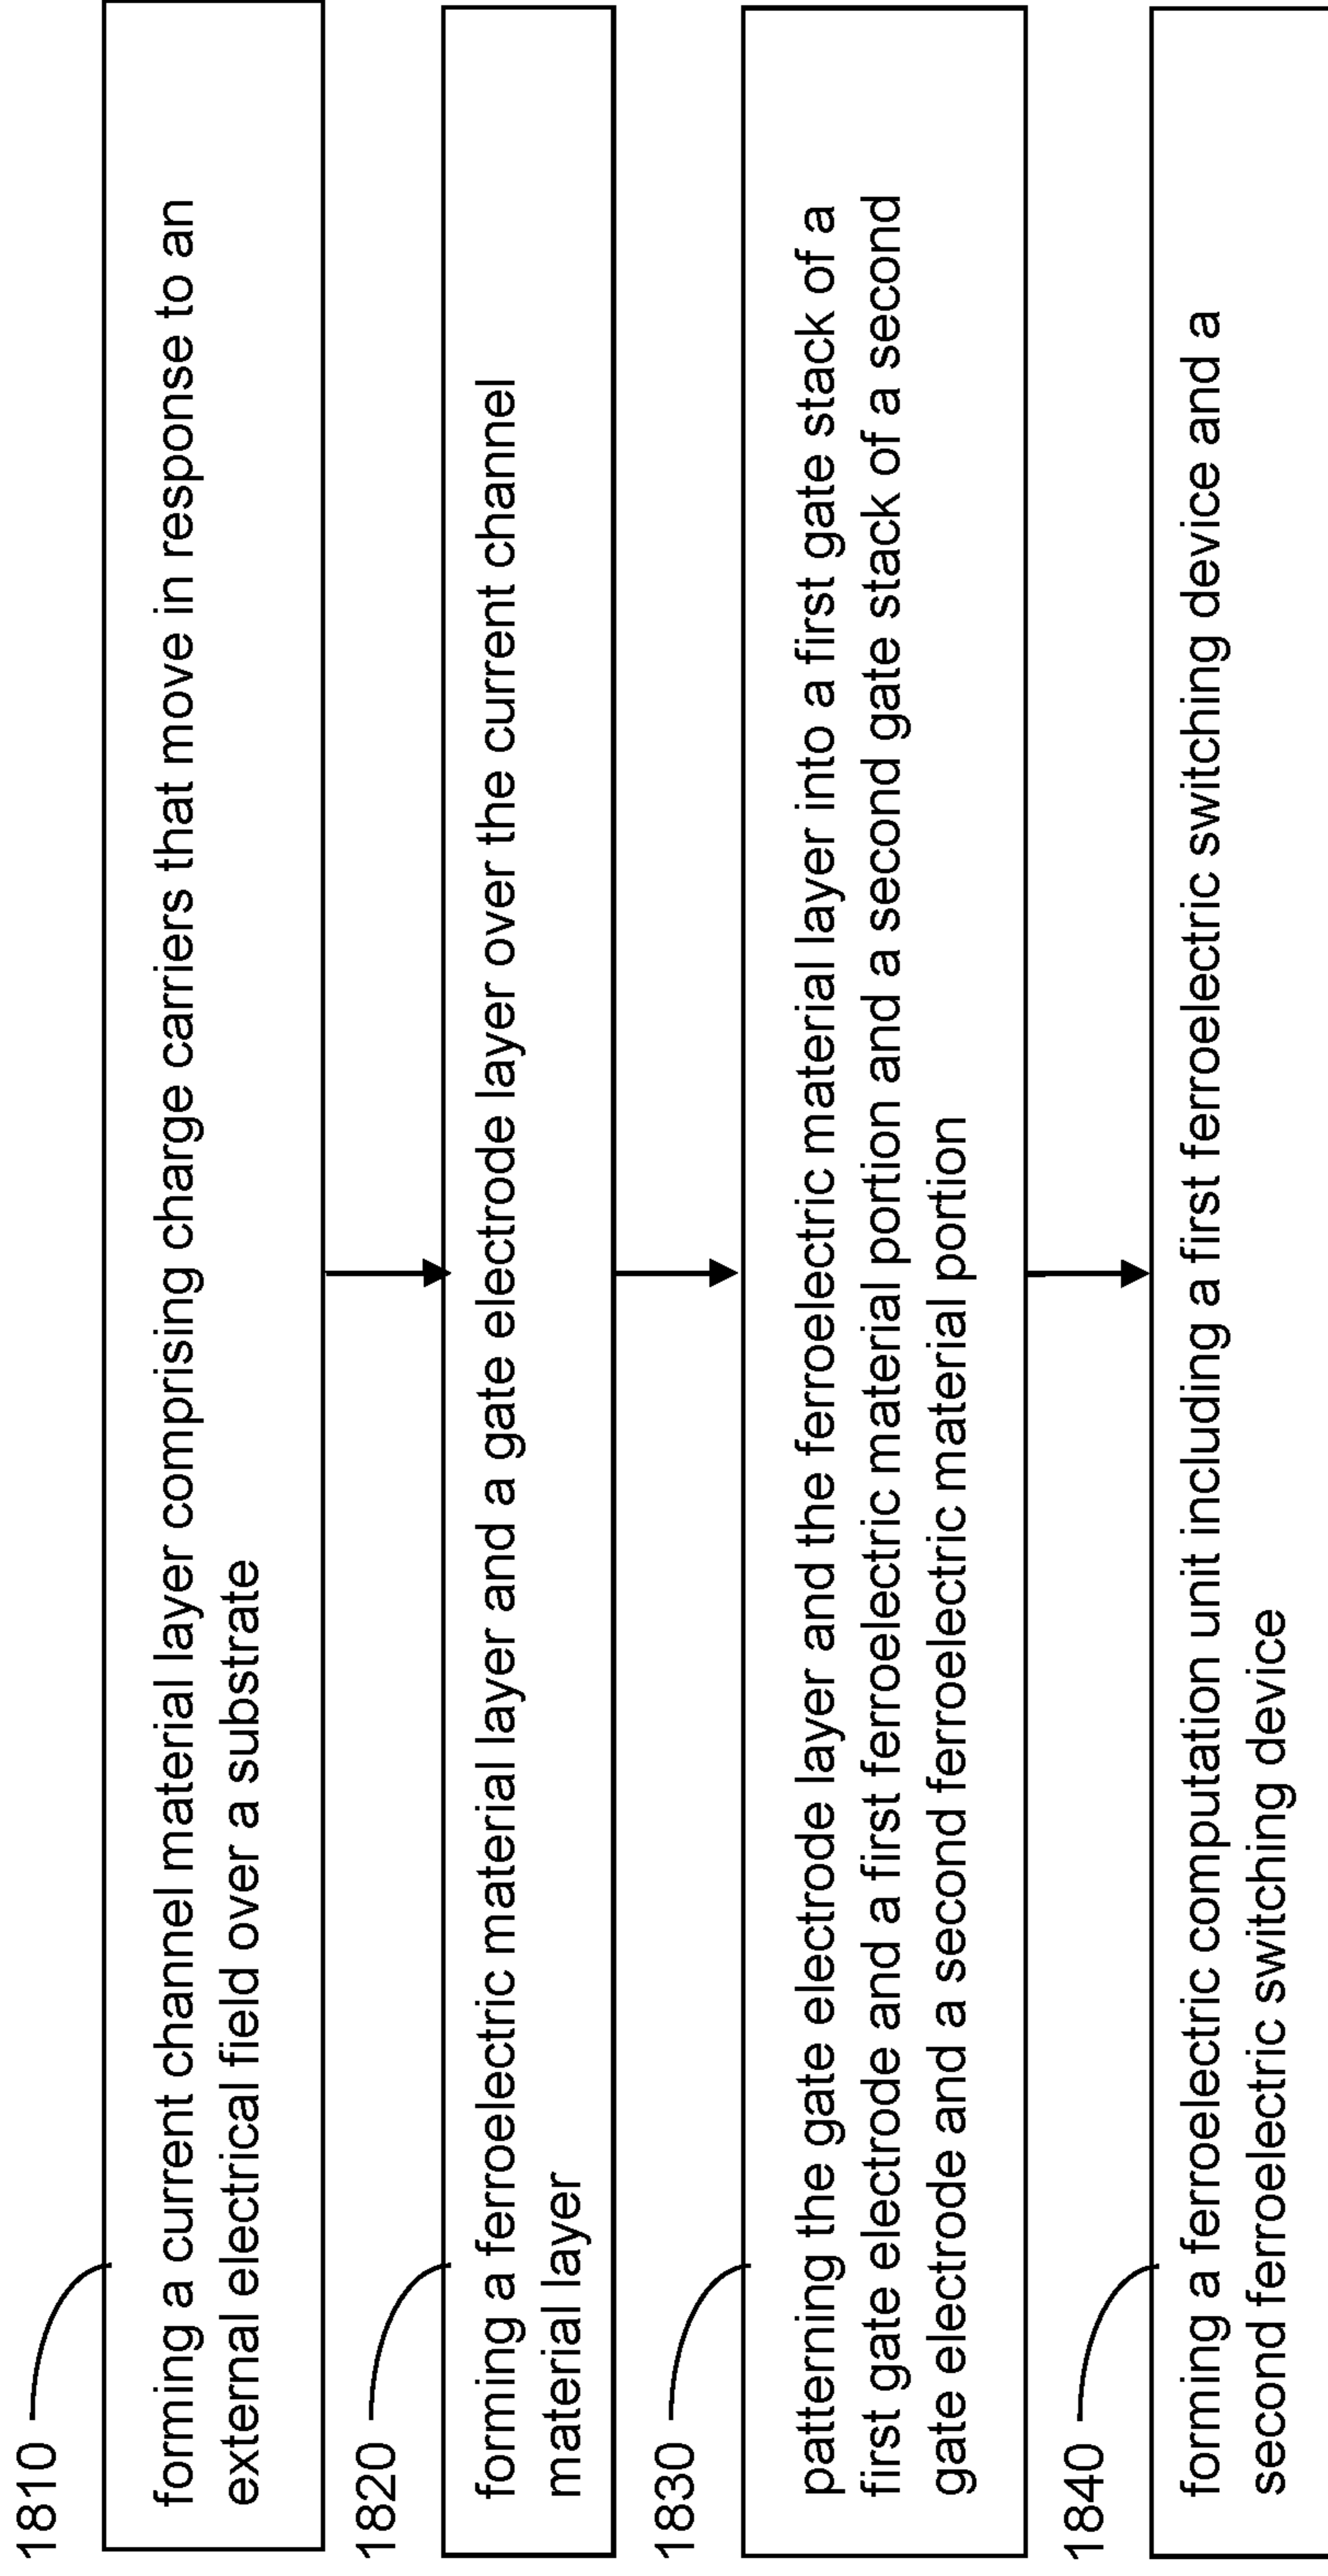 1810
forming a current channel material layer comprising charge carriers that move in response to an
external electrical field over a substrate
1820
forming a ferroelectric material layer and a gate electrode layer over the current channel
material layer
1830
patterning the gate electrode layer and the ferroelectric material layer into a first gate stack of a
first gate electrode and a first ferroelectric material portion and a second gate stack of a second
gate electrode and a second ferroelectric material portion
1840
forming a ferroelectric computation unit including a first ferroelectric switching device and a
second ferroelectric switching device